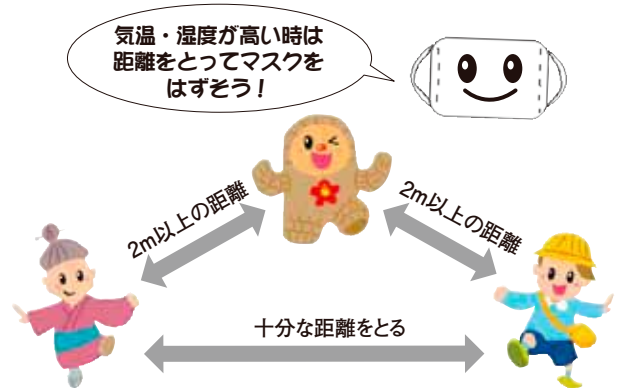 気温・湿度が高い時は
距離をとってマスクを
はずそう！
2m以上の距離
2m以上の距離
十分な距離をとる